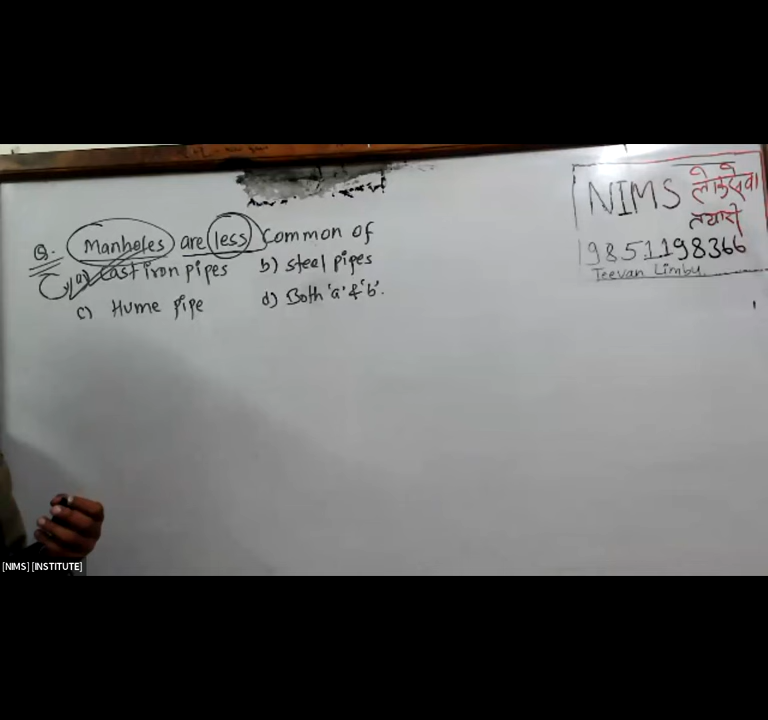 Q. Manholes are less Common of
a) Cast iron pipes b) steel pipes
c) Hume pipe d) Both 'a' & 'b'.
NIMS लोकसेवा
तयारी
9851198366
Jeevan Limbu
[NIMS] [INSTITUTE]